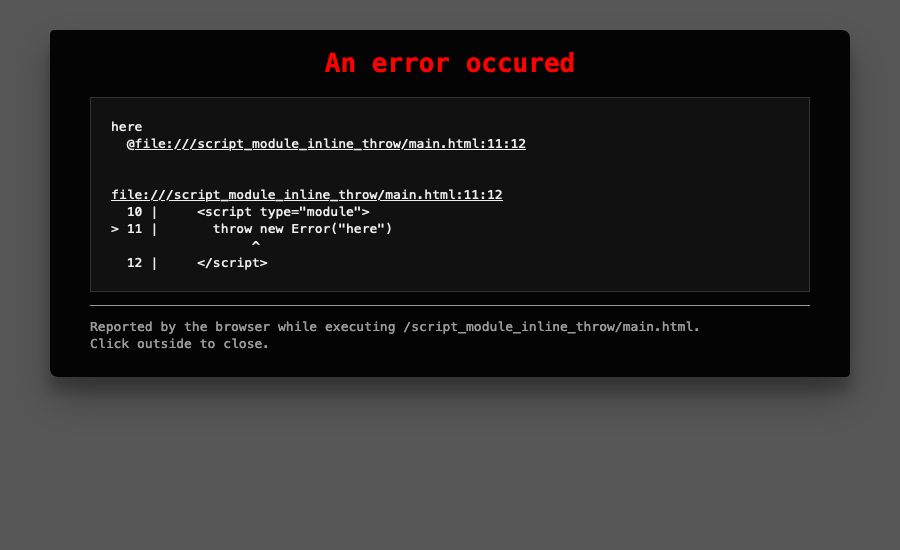 An error occured
here
  @file:///script_module_inline_throw/main.html:11:12
file:///script_module_inline_throw/main.html:11:12
  10 |     <script type="module">
> 11 |       throw new Error("here")
                  ^
  12 |     </script>
Reported by the browser while executing /script_module_inline_throw/main.html.
Click outside to close.